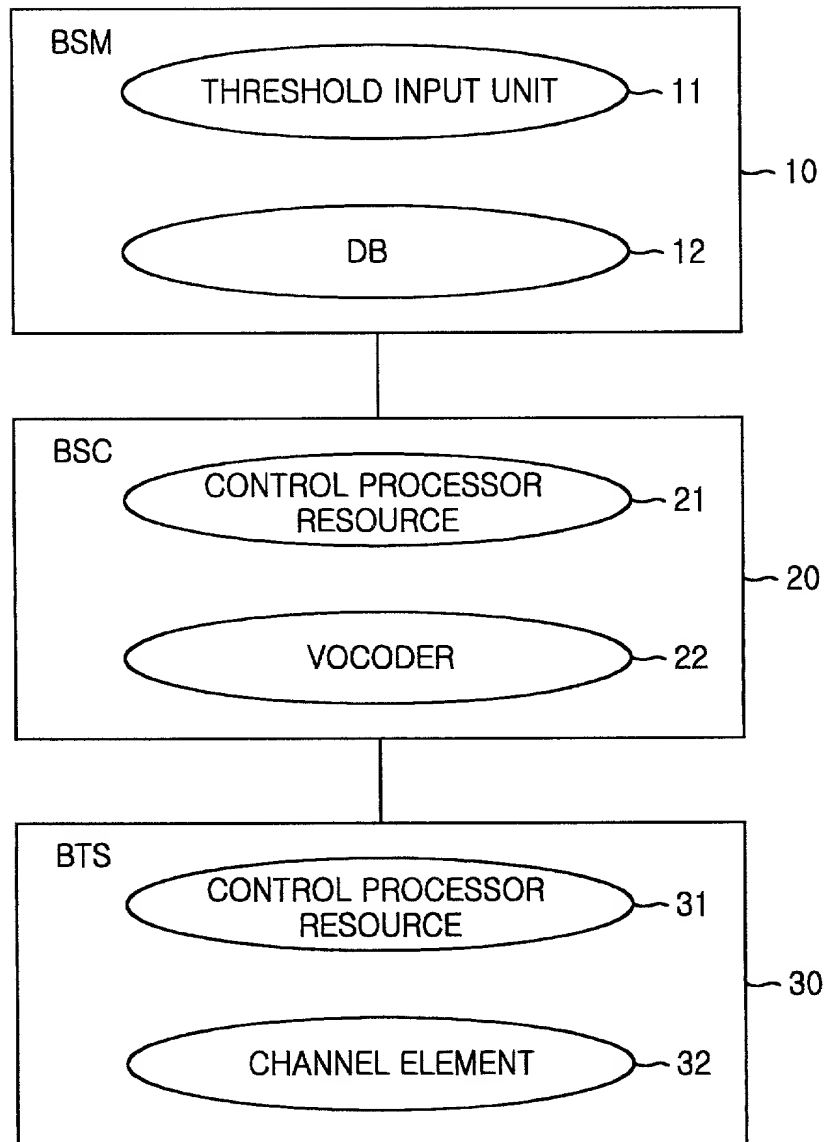 BSM
THRESHOLD INPUT UNIT
11
10
DB
12
BSC
CONTROL PROCESSOR
RESOURCE
21
20
VOCODER
22
BTS
CONTROL PROCESSOR
RESOURCE
31
30
CHANNEL ELEMENT
32